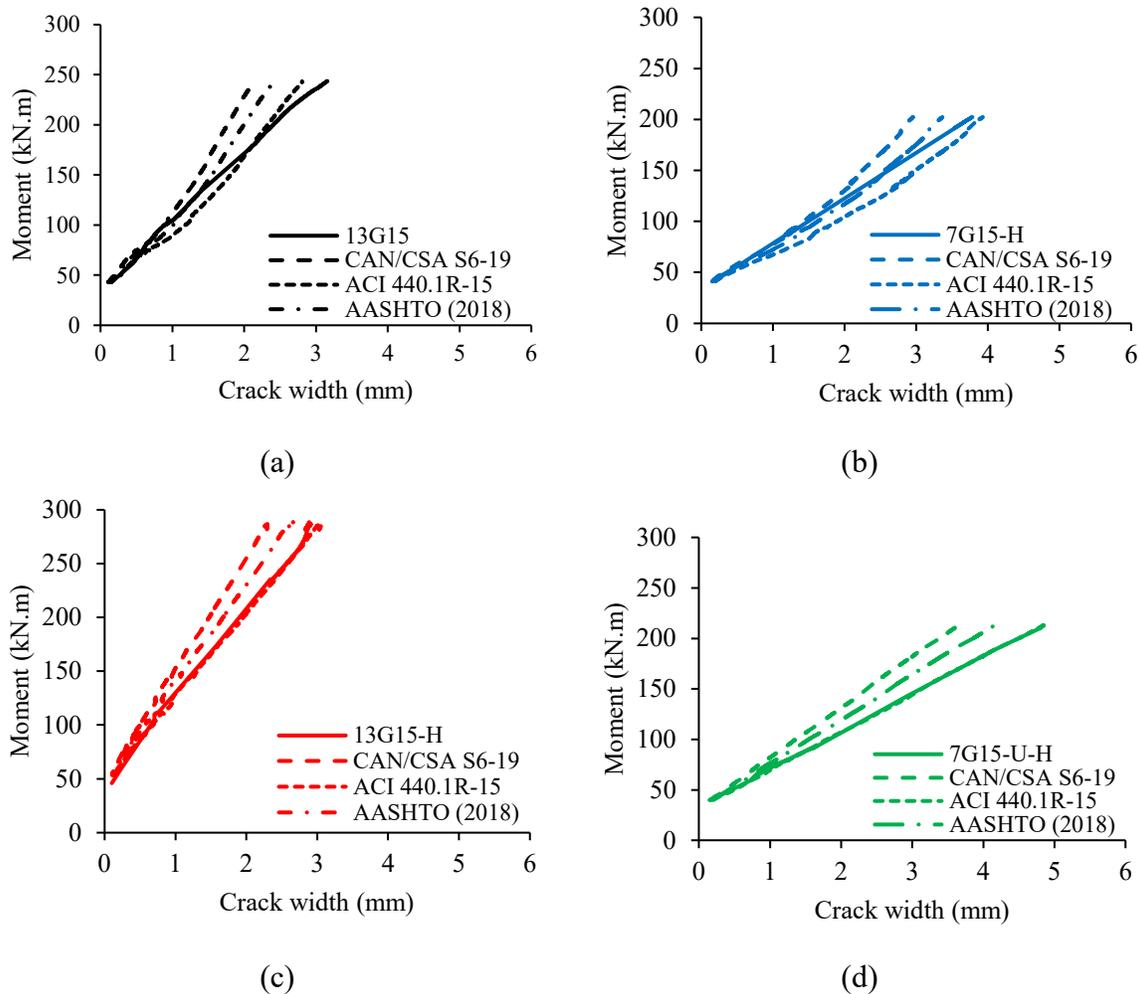 300
250
200
150
100
50
0
Moment (kN.m)
13G15
CAN/CSA S6-19
ACI 440.1R-15
AASHTO (2018)
0 1 2 3 4 5 6
Crack width (mm)
(a)
300
250
200
150
100
50
0
Moment (kN.m)
7G15-H
CAN/CSA S6-19
ACI 440.1R-15
AASHTO (2018)
0 1 2 3 4 5 6
Crack width (mm)
(b)
300
250
200
150
100
50
0
Moment (kN.m)
13G15-H
CAN/CSA S6-19
ACI 440.1R-15
AASHTO (2018)
0 1 2 3 4 5 6
Crack width (mm)
(c)
300
250
200
150
100
50
0
Moment (kN.m)
7G15-U-H
CAN/CSA S6-19
ACI 440.1R-15
AASHTO (2018)
0 1 2 3 4 5 6
Crack width (mm)
(d)